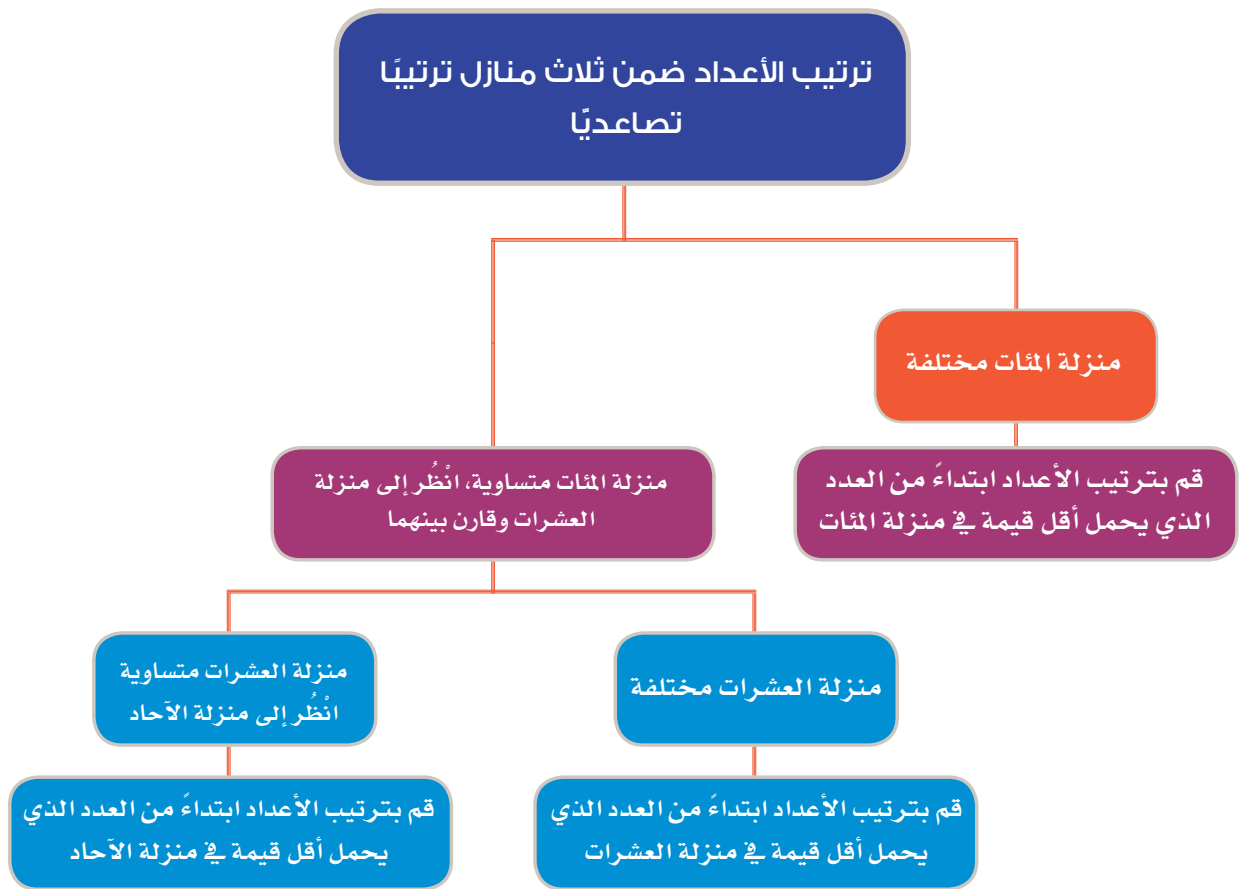 ترتيب الأعداد ضمن ثلاث منازل ترتيبًا
تصاعديًّا
منزلة المئات مختلفة
قم بترتيب الأعداد ابتداءً من العدد
الذي يحمل أقل قيمة في منزلة المئات
منزلة المئات متساوية، انْظُر إلى منزلة
العشرات وقارن بينهما
منزلة العشرات مختلفة
قم بترتيب الأعداد ابتداءً من العدد الذي
يحمل أقل قيمة في منزلة العشرات
منزلة العشرات متساوية
انْظُر إلى منزلة الآحاد
قم بترتيب الأعداد ابتداءً من العدد الذي
يحمل أقل قيمة في منزلة الآحاد